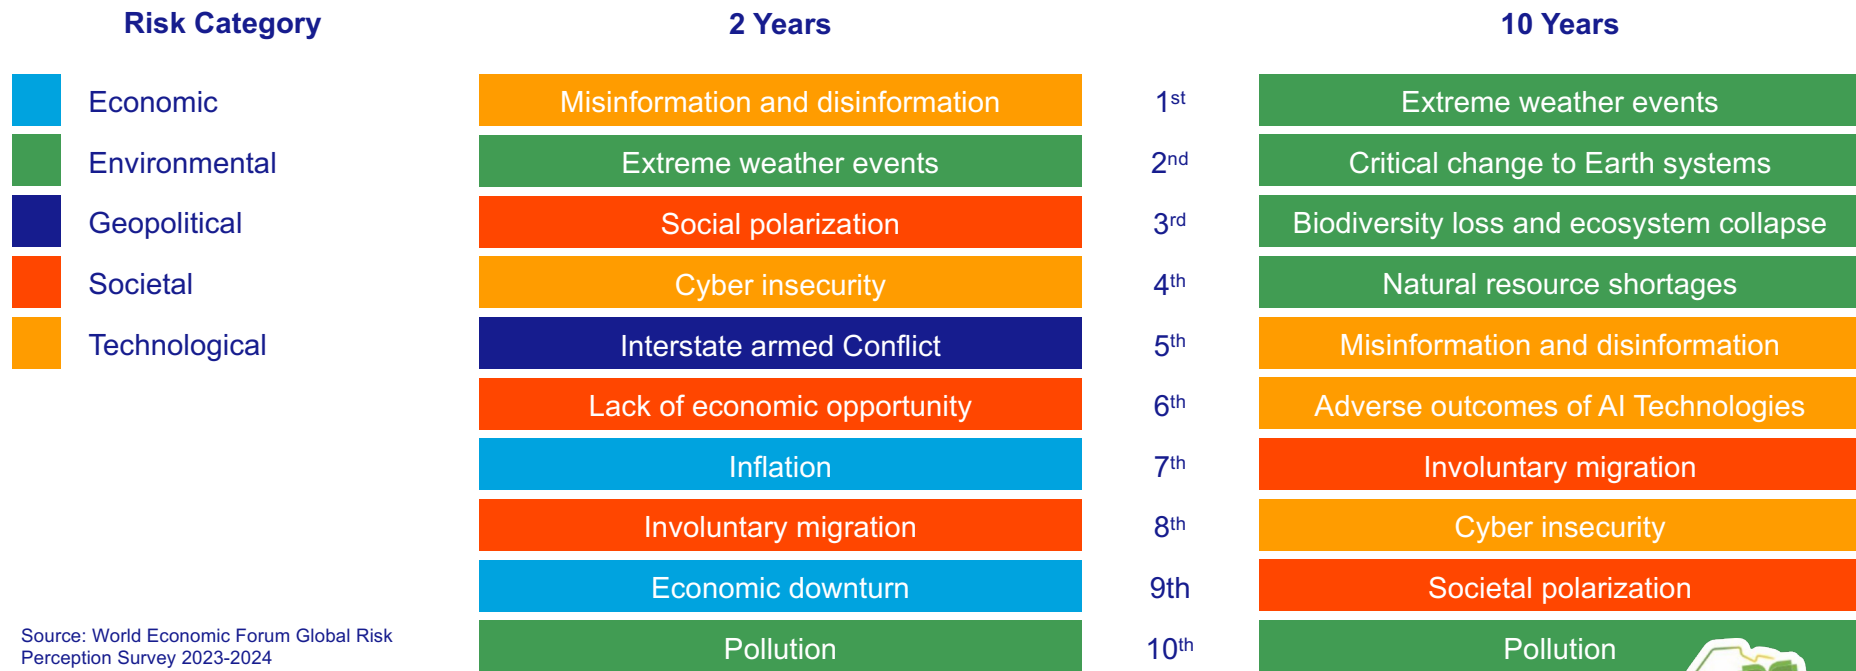 Risk Category 2 Years 10 Years
Economic Misinformation and disinformation 1st Extreme weather events
Environmental Extreme weather events 2nd Critical change to Earth systems
Geopolitical Social polarization 3rd Biodiversity loss and ecosystem collapse
Societal Cyber insecurity 4th Natural resource shortages
Technological Interstate armed Conflict 5th Misinformation and disinformation
Lack of economic opportunity 6th Adverse outcomes of AI Technologies
Inflation 7th Involuntary migration
Involuntary migration 8th Cyber insecurity
Economic downturn 9th Societal polarization
Pollution 10th Pollution
Source: World Economic Forum Global Risk
Perception Survey 2023-2024